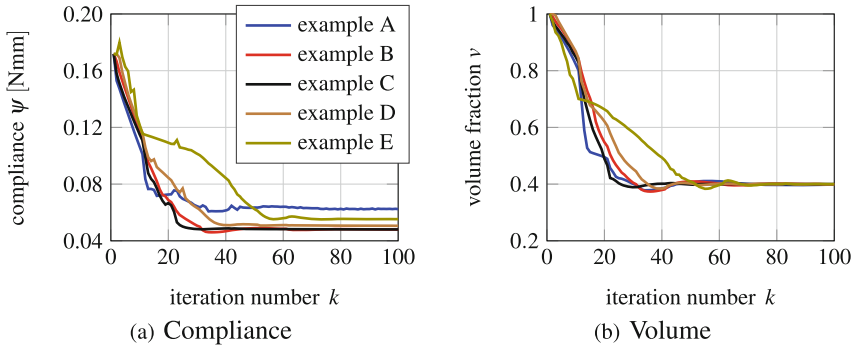 0.20
0.16
0.12
0.08
0.04
0 20 40 60 80 100
compliance ψ [Nmm]
iteration number k
example A
example B
example C
example D
example E
(a) Compliance
1
0.8
0.6
0.4
0.2
0 20 40 60 80 100
volume fraction v
iteration number k
(b) Volume